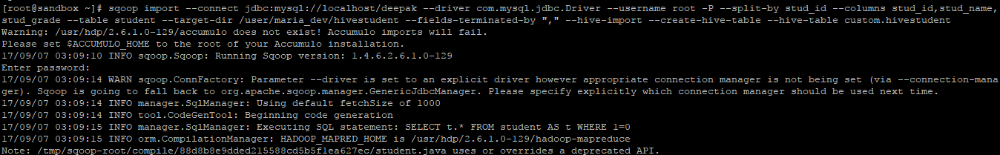 [root@sandbox ~]# sqoop import --connect jdbc:mysql://localhost/deepak --driver com.mysql.jdbc.Driver --username root -P --split-by stud_id --columns stud_id,stud_name,
stud_grade --table student --target-dir /user/maria_dev/hivestudent --fields-terminated-by "," --hive-import --create-hive-table --hive-table custom.hivestudent
Warning: /usr/hdp/2.6.1.0-129/accumulo does not exist! Accumulo imports will fail.
Please set $ACCUMULO_HOME to the root of your Accumulo installation.
17/09/07 03:09:10 INFO sqoop.Sqoop: Running Sqoop version: 1.4.6.2.6.1.0-129
Enter password:
17/09/07 03:09:14 WARN sqoop.ConnFactory: Parameter --driver is set to an explicit driver however appropriate connection manager is not being set (via --connection-mana
ger). Sqoop is going to fall back to org.apache.sqoop.manager.GenericJdbcManager. Please specify explicitly which connection manager should be used next time.
17/09/07 03:09:14 INFO manager.SqlManager: Using default fetchSize of 1000
17/09/07 03:09:14 INFO tool.CodeGenTool: Beginning code generation
17/09/07 03:09:15 INFO manager.SqlManager: Executing SQL statement: SELECT t.* FROM student AS t WHERE 1=0
17/09/07 03:09:15 INFO orm.CompilationManager: HADOOP_MAPRED_HOME is /usr/hdp/2.6.1.0-129/hadoop-mapreduce
Note: /tmp/sqoop-root/compile/88d8b8e9dded215588cd5b5f1ea627ec/student.java uses or overrides a deprecated API.